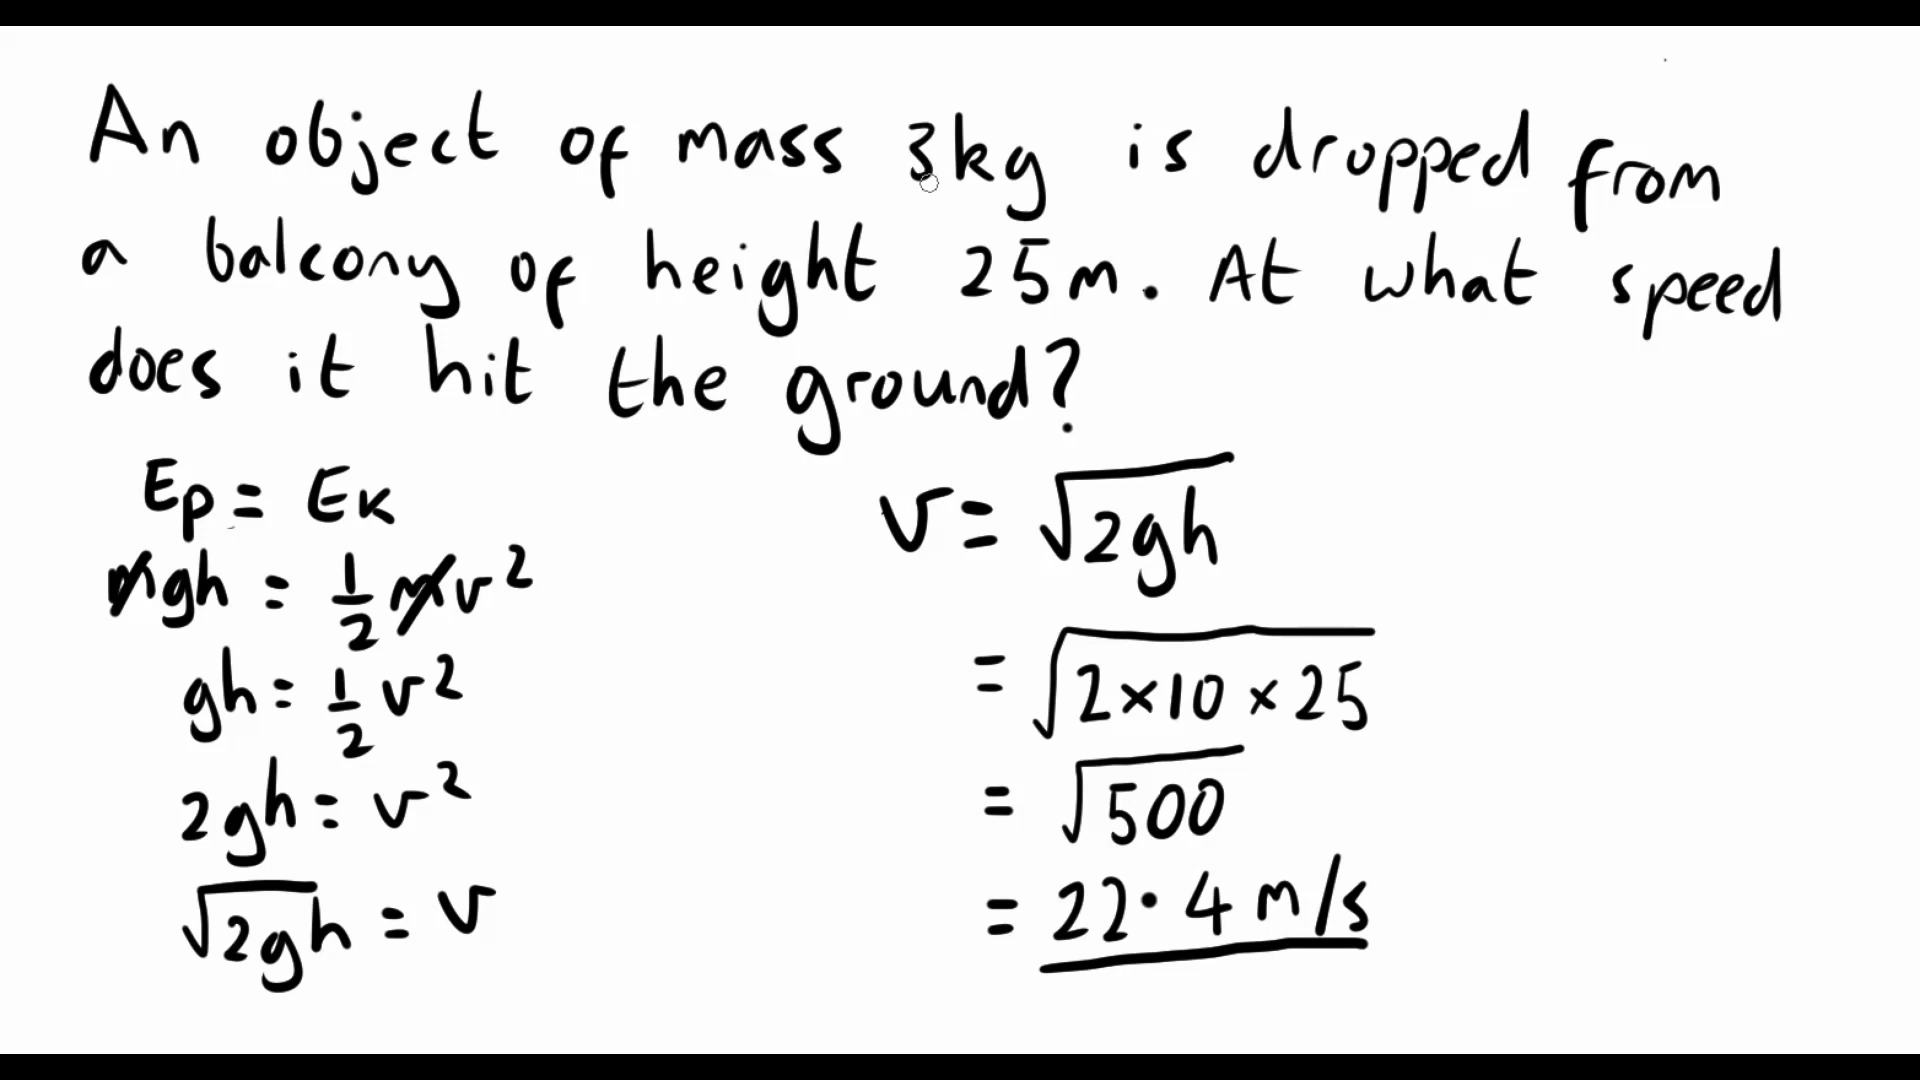 An object of mass 3kg is dropped from
a balcony of height 25m. At what speed
does it hit the ground?
Ep = Ek
mgh = 1/2 mv²
gh = 1/2 v²
2gh = v²
√2gh = v
v = √2gh
= √2×10×25
= √500
= 22·4 m/s